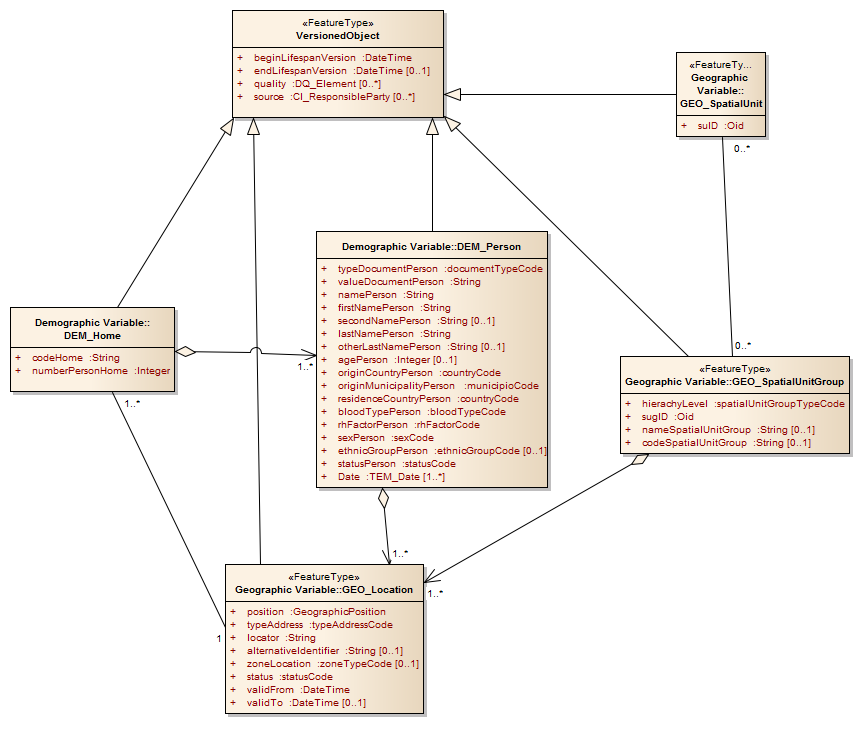 «FeatureType»
VersionedObject
+ beginLifespanVersion :DateTime
+ endLifespanVersion :DateTime [0..1]
+ quality :DQ_Element [0..*]
+ source :CI_ResponsibleParty [0..*]
«FeatureTy...
Geographic
Variable::
GEO_SpatialUnit
+ suID :Oid
0..*
Demographic Variable::DEM_Person
+ typeDocumentPerson :documentTypeCode
+ valueDocumentPerson :String
+ namePerson :String
+ firstNamePerson :String
+ secondNamePerson :String [0..1]
+ lastNamePerson :String
+ otherLastNamePerson :String [0..1]
+ agePerson :Integer [0..1]
+ originCountryPerson :countryCode
+ originMunicipalityPerson :municipioCode
+ residenceCountryPerson :countryCode
+ bloodTypePerson :bloodTypeCode
+ rhFactorPerson :rhFactorCode
+ sexPerson :sexCode
+ ethnicGroupPerson :ethnicGroupCode [0..1]
+ statusPerson :statusCode
+ Date :TEM_Date [1..*]
Demographic Variable::
DEM_Home
+ codeHome :String
+ numberPersonHome :Integer
1..*
1..*
0..*
«FeatureType»
Geographic Variable::GEO_SpatialUnitGroup
+ hierachyLevel :spatialUnitGroupTypeCode
+ sugID :Oid
+ nameSpatialUnitGroup :String [0..1]
+ codeSpatialUnitGroup :String [0..1]
1..*
1..*
1
«FeatureType»
Geographic Variable::GEO_Location
+ position :GeographicPosition
+ typeAddress :typeAddressCode
+ locator :String
+ alternativeIdentifier :String [0..1]
+ zoneLocation :zoneTypeCode [0..1]
+ status :statusCode
+ validFrom :DateTime
+ validTo :DateTime [0..1]